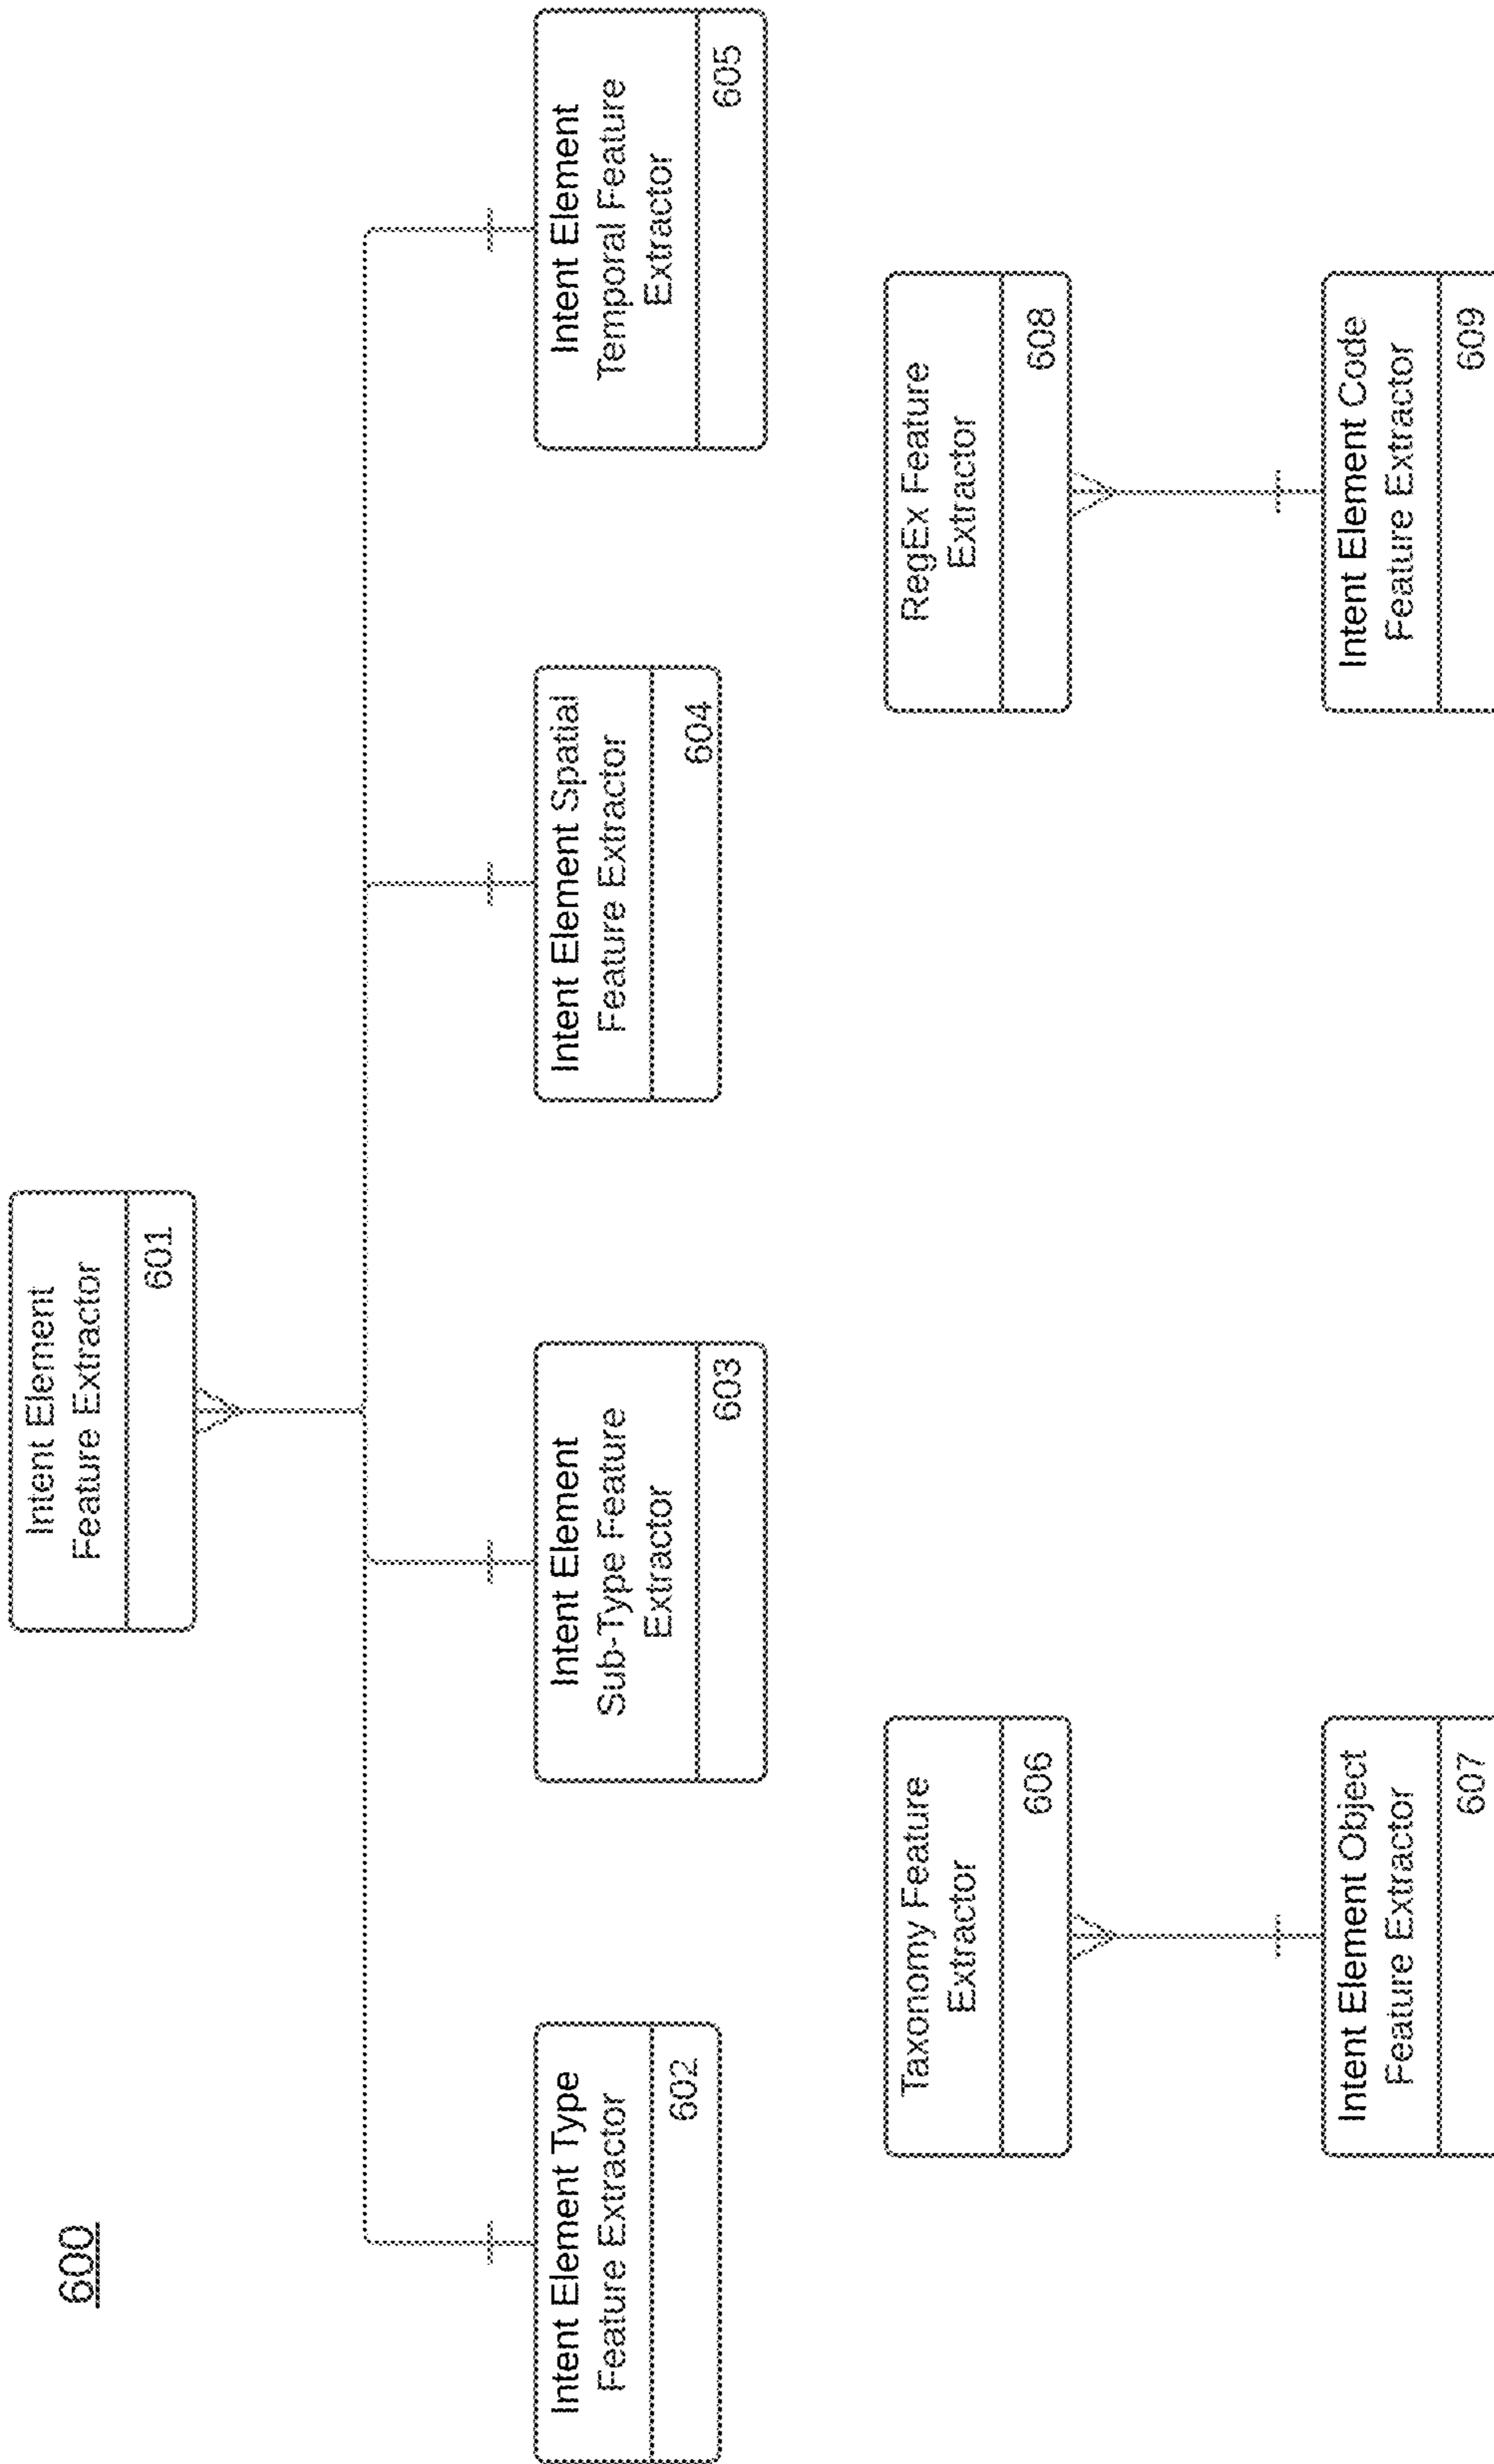 600
Intent Element
Feature Extractor
601
Intent Element Type
Feature Extractor
602
Intent Element
Sub-Type Feature
Extractor
603
Intent Element Spatial
Feature Extractor
604
Intent Element
Temporal Feature
Extractor
605
Taxonomy Feature
Extractor
606
RegEx Feature
Extractor
608
Intent Element Object
Feature Extractor
607
Intent Element Code
Feature Extractor
609